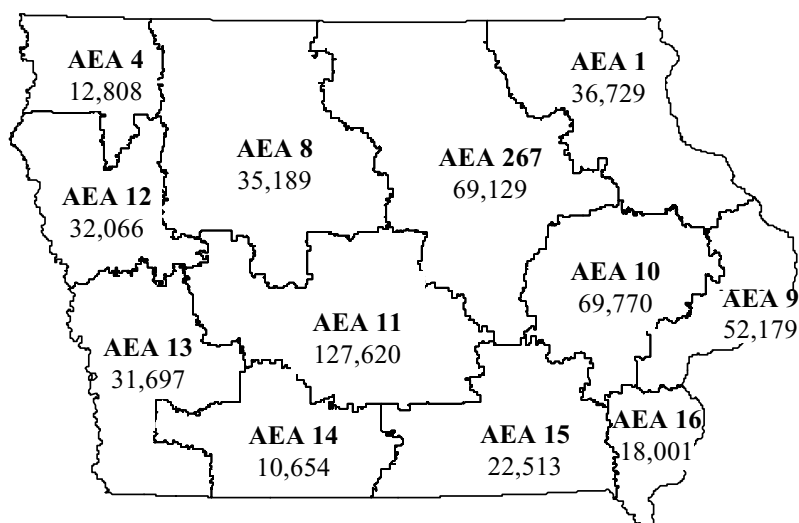 AEA 4
12,808
AEA 1
36,729
AEA 8
35,189
AEA 267
69,129
AEA 12
32,066
AEA 10
69,770
AEA 9
52,179
AEA 11
127,620
AEA 13
31,697
AEA 14
10,654
AEA 15
22,513
AEA 16
18,001